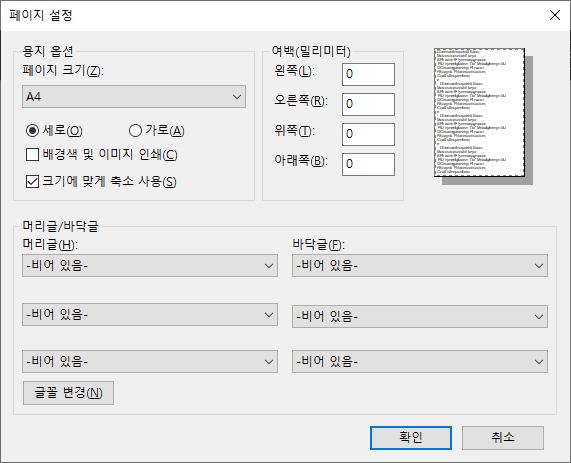 페이지 설정
용지 옵션
페이지 크기(Z):
A4
세로(O)
가로(A)
배경색 및 이미지 인쇄(C)
크기에 맞게 축소 사용(S)
여백(밀리미터)
왼쪽(L): 0
오른쪽(R): 0
위쪽(T): 0
아래쪽(B): 0
머리글/바닥글
머리글(H):
바닥글(F):
-비어 있음-
-비어 있음-
-비어 있음-
-비어 있음-
-비어 있음-
-비어 있음-
글꼴 변경(N)
확인
취소